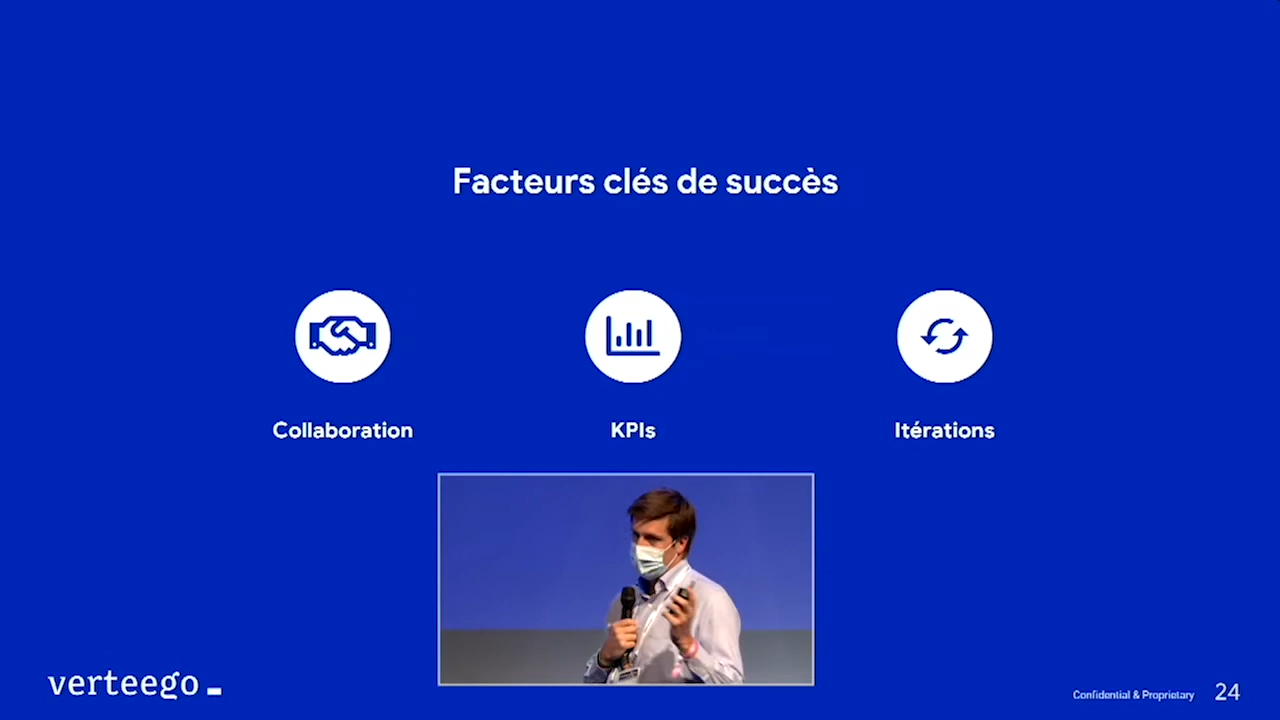 Facteurs clés de succès
Collaboration
KPIs
Itérations
verteego
Confidential & Proprietary
24